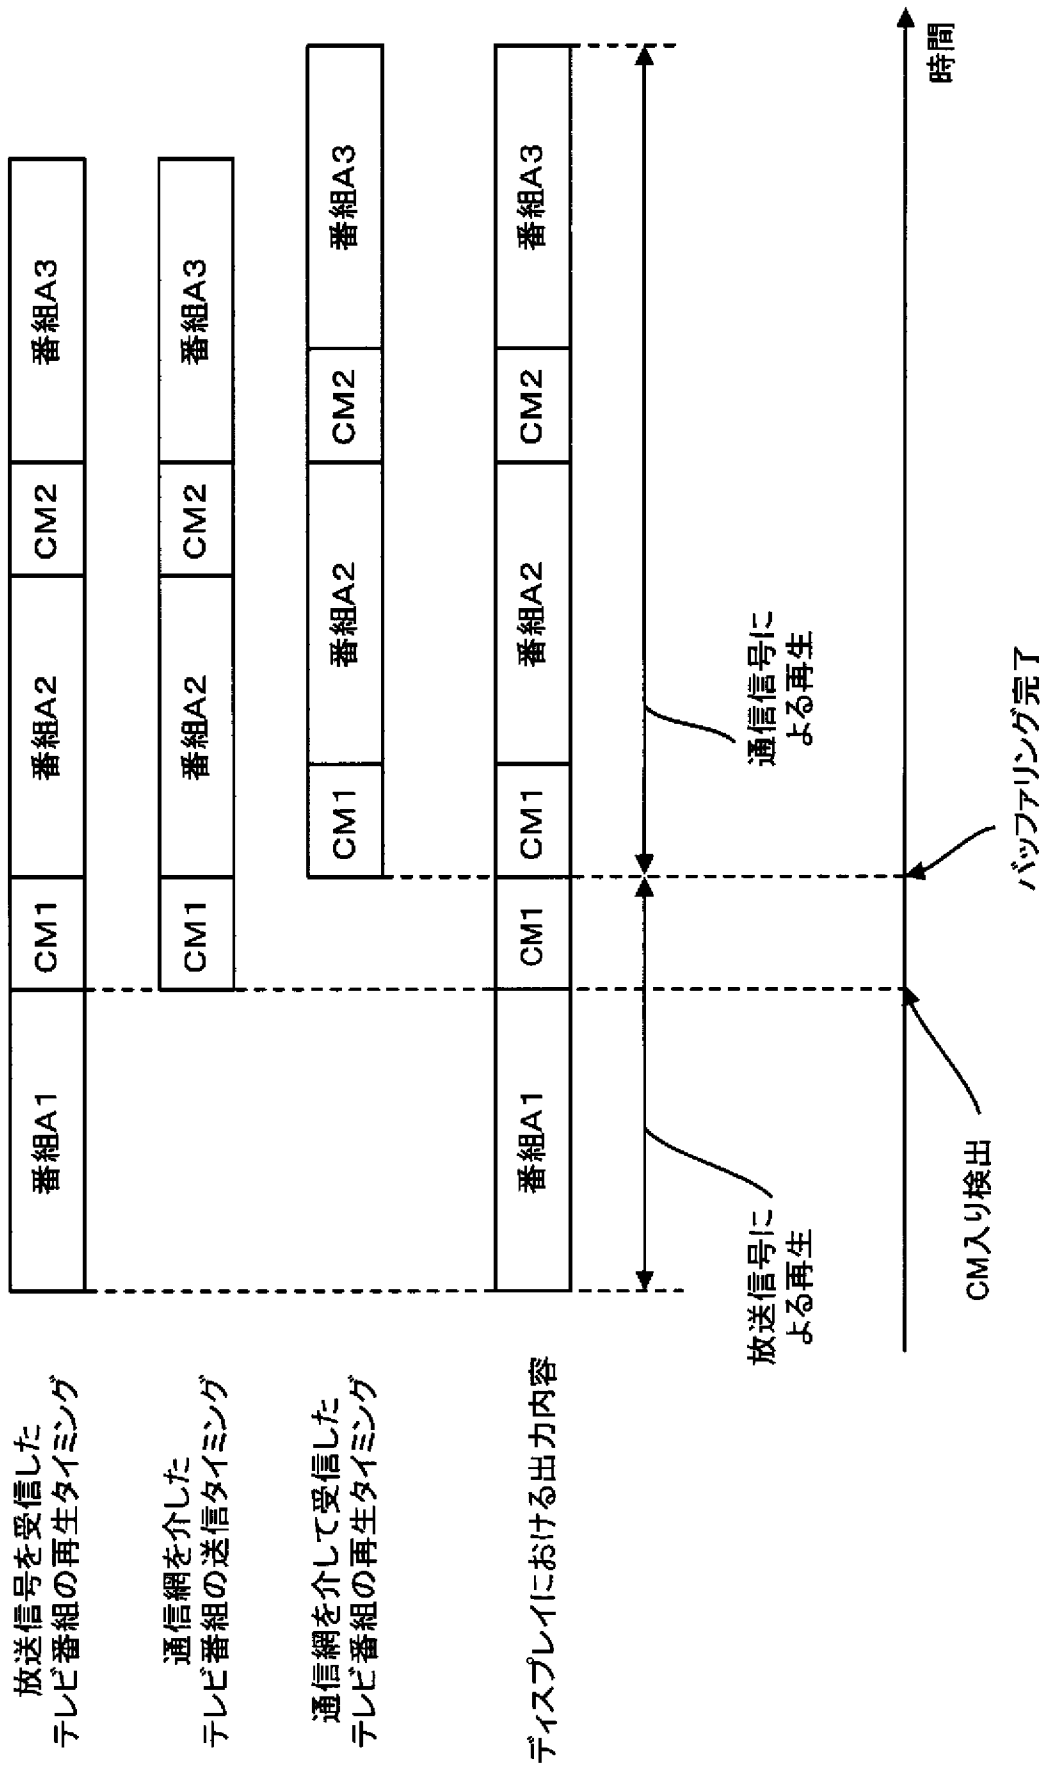 放送信号を受信した
テレビ番組の再生タイミング
番組A1
CM1
番組A2
CM2
番組A3
通信網を介した
テレビ番組の送信タイミング
CM1
番組A2
CM2
番組A3
通信網を介して受信した
テレビ番組の再生タイミング
CM1
番組A2
CM2
番組A3
ディスプレイにおける出力内容
番組A1
CM1
CM1
番組A2
CM2
番組A3
放送信号に
よる再生
通信信号に
よる再生
CM入り検出
バッファリング完了
時間